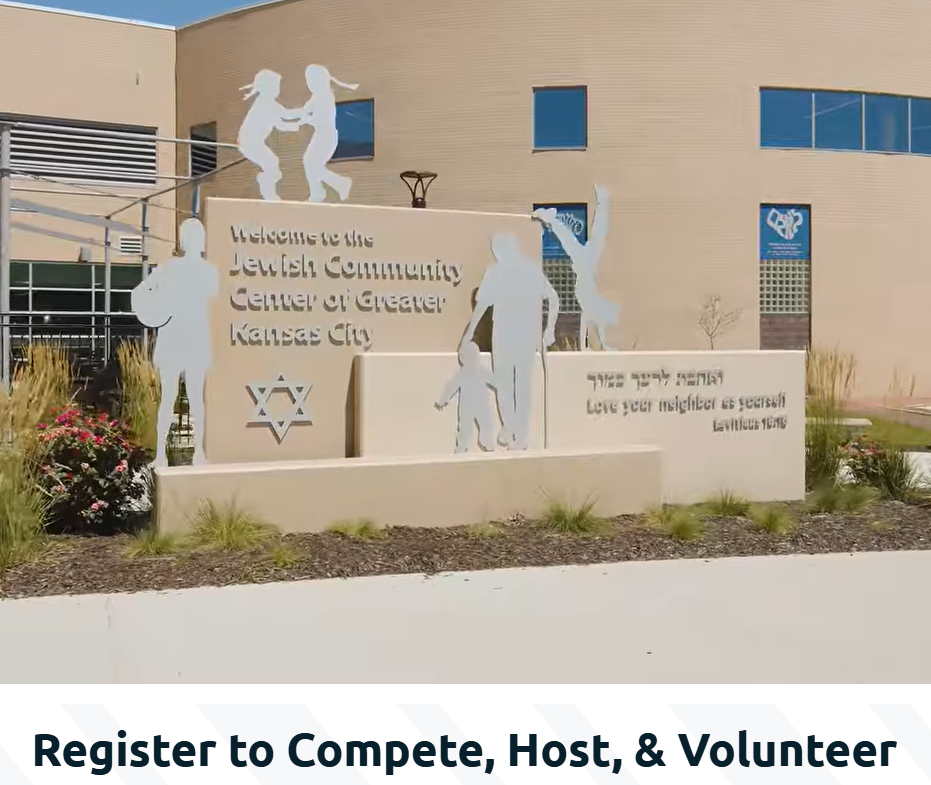 Welcome to the
Jewish Community
Center of Greater
Kansas City
ואהבת לרעך כמוך
Love your neighbor as yourself
Leviticus 19:18
Register to Compete, Host, & Volunteer